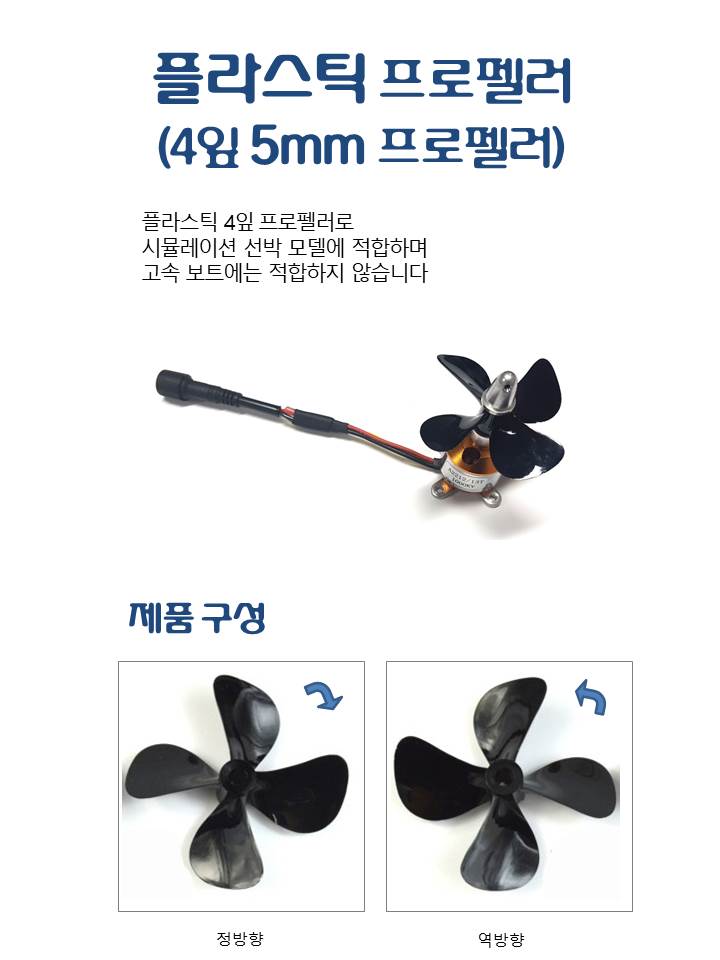 플라스틱 프로펠러
(4잎 5mm 프로펠러)
플라스틱 4잎 프로펠러로
시뮬레이션 선박 모델에 적합하며
고속 보트에는 적합하지 않습니다
A2212/13T
1000KV
제품 구성
정방향
역방향